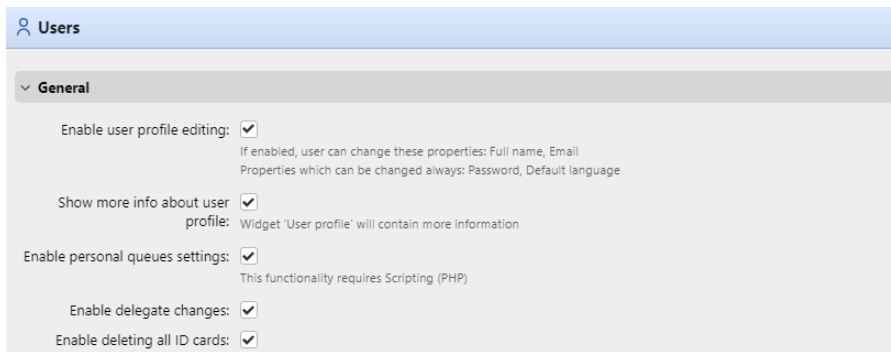 Users
General
Enable user profile editing:
If enabled, user can change these properties: Full name, Email
Properties which can be changed always: Password, Default language
Show more info about user
profile:
Widget 'User profile' will contain more information
Enable personal queues settings:
This functionality requires Scripting (PHP)
Enable delegate changes:
Enable deleting all ID cards: